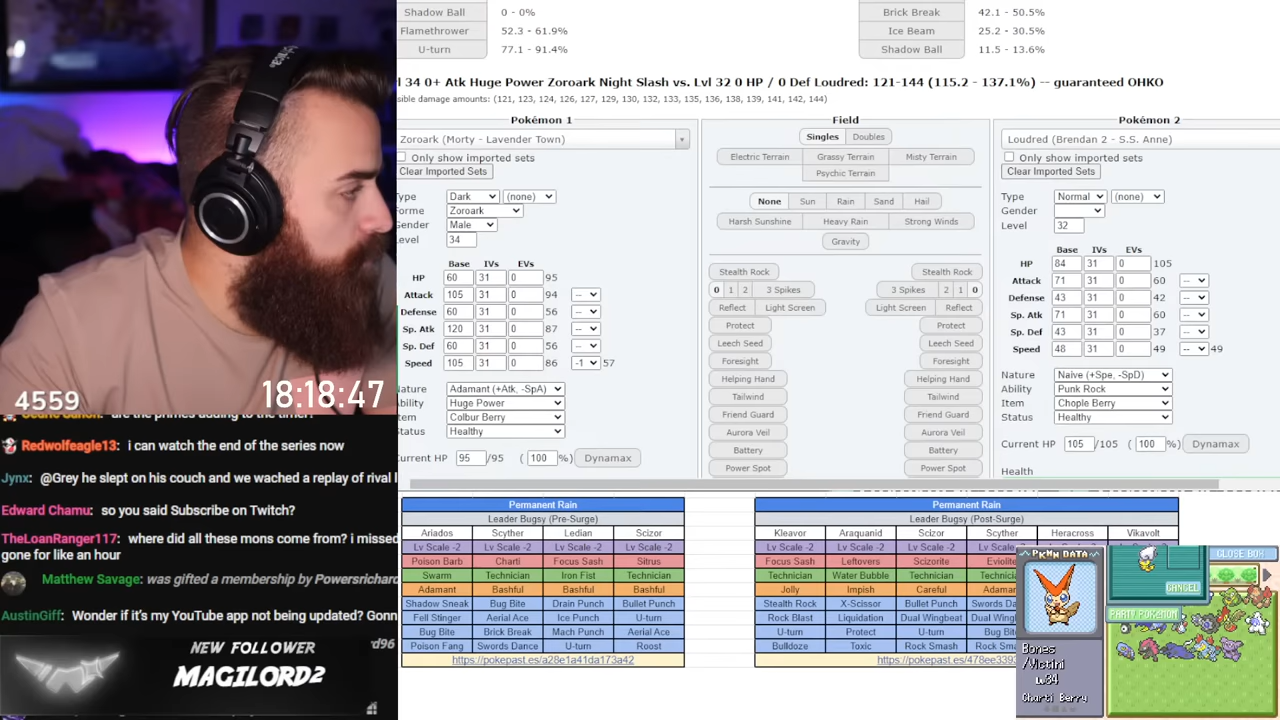 Shadow Ball 0 - 0%
Flamethrower 52.3 - 61.9%
U-turn 77.1 - 91.4%
Brick Break 42.1 - 50.5%
Ice Beam 25.2 - 30.5%
Shadow Ball 11.5 - 13.6%
34 0+ Atk Huge Power Zoroark Night Slash vs. Lvl 32 0 HP / 0 Def Loudred: 121-144 (115.2 - 137.1%) -- guaranteed OHKO
damage amounts: (121, 123, 124, 126, 127, 129, 130, 132, 133, 135, 136, 138, 139, 141, 142, 144)
Pokémon 1
Zoroark (Morty - Lavender Town)
Only show imported sets
Clear Imported Sets
Type Dark (none)
Forme Zoroark
Gender Male
Level 34
Base IVs EVs
HP 60 31 0 95
Attack 105 31 0 94 --
Defense 60 31 0 56 --
Sp. Atk 120 31 0 87 --
Sp. Def 60 31 0 56 --
Speed 105 31 0 86 -1 57
Nature Adamant (+Atk, -SpA)
Ability Huge Power
Item Colbur Berry
Status Healthy
Current HP 95 /95 ( 100 %) Dynamax
Field
Singles Doubles
Electric Terrain Grassy Terrain Misty Terrain
Psychic Terrain
None Sun Rain Sand Hail
Harsh Sunshine Heavy Rain Strong Winds
Gravity
Stealth Rock Stealth Rock
0 1 2 3 Spikes 3 Spikes 2 1 0
Reflect Light Screen Light Screen Reflect
Protect Protect
Leech Seed Leech Seed
Foresight Foresight
Helping Hand Helping Hand
Tailwind Tailwind
Friend Guard Friend Guard
Aurora Veil Aurora Veil
Battery Battery
Power Spot Power Spot
Pokémon 2
Loudred (Brendan 2 - S.S. Anne)
Only show imported sets
Clear Imported Sets
Type Normal (none)
Gender
Level 32
Base IVs EVs
HP 84 31 0 105
Attack 71 31 0 60 --
Defense 43 31 0 42 --
Sp. Atk 71 31 0 60 --
Sp. Def 43 31 0 37 --
Speed 48 31 0 49 -- 49
Nature Naive (+Spe, -SpD)
Ability Punk Rock
Item Chople Berry
Status Healthy
Current HP 105 /105 ( 100 %) Dynamax
Health
4559
18:18:47
Redwolfeagle13: i can watch the end of the series now
Jynx: @Grey he slept on his couch and we wached a replay of rival l
Edward Chamu: so you said Subscribe on Twitch?
TheLoanRanger117: where did all these mons come from? i missed
gone for like an hour
Matthew Savage: was gifted a membership by Powersrichard
AustinGiff: Wonder if it's my YouTube app not being updated? Gonn
NEW FOLLOWER
MAGILORD2
d96
Permanent Rain
Leader Bugsy (Pre-Surge)
Ariados Scyther Ledian Scizor
Lv Scale -2 Lv Scale -2 Lv Scale -2 Lv Scale -2
Poison Barb Charti Focus Sash Sitrus
Swarm Technician Iron Fist Technician
Adamant Bashful Bashful Bashful
Shadow Sneak Bug Bite Drain Punch Bullet Punch
Fell Stinger Aerial Ace Ice Punch U-turn
Bug Bite Brick Break Mach Punch Aerial Ace
Poison Fang Swords Dance U-turn Roost
https://pokepast.es/a28e1a41da173a42
Permanent Rain
Leader Bugsy (Post-Surge)
Kleavor Araquanid Scizor Scyther Heracross Vikavolt
Lv Scale -2 Lv Scale -2 Lv Scale -2 Lv Scale -2 Lv Scale -2 Lv Scale -2
Focus Sash Leftovers Scizorite Eviolite
Technician Water Bubble Technician Technician
Jolly Impish Careful Adaman
Stealth Rock X-Scissor Bullet Punch Swords Da
Rock Blast Liquidation Dual Wingbeat Dual Wing
U-turn Protect U-turn Bug Bit
Bulldoze Toxic Rock Smash Rock Sma
https://pokepast.es/478ee3393
PKMN DATA
CLOSE BOX
CANCEL
PARTY POKéMON
Bones
/Victini
Lv34
Charti Berry